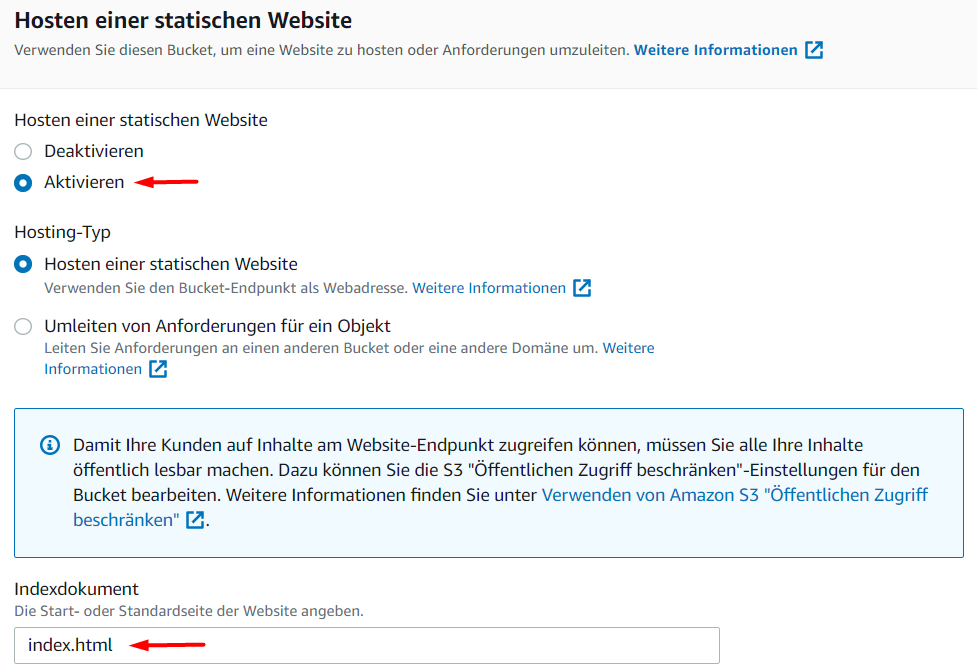 Hosten einer statischen Website
Verwenden Sie diesen Bucket, um eine Website zu hosten oder Anforderungen umzuleiten. Weitere Informationen
Hosten einer statischen Website
Deaktivieren
Aktivieren
Hosting-Typ
Hosten einer statischen Website
Verwenden Sie den Bucket-Endpunkt als Webadresse. Weitere Informationen
Umleiten von Anforderungen für ein Objekt
Leiten Sie Anforderungen an einen anderen Bucket oder eine andere Domäne um. Weitere
Informationen
Damit Ihre Kunden auf Inhalte am Website-Endpunkt zugreifen können, müssen Sie alle Ihre Inhalte
öffentlich lesbar machen. Dazu können Sie die S3 "Öffentlichen Zugriff beschränken"-Einstellungen für den
Bucket bearbeiten. Weitere Informationen finden Sie unter Verwenden von Amazon S3 "Öffentlichen Zugriff
beschränken" .
Indexdokument
Die Start- oder Standardseite der Website angeben.
index.html